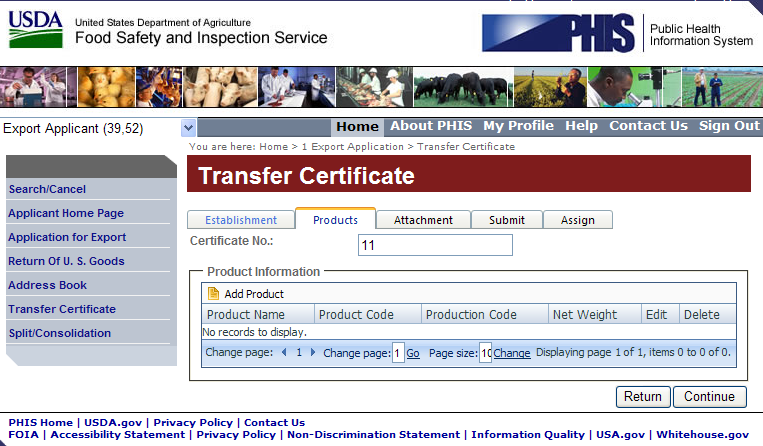 USDA
United States Department of Agriculture
Food Safety and Inspection Service
PHIS
Public Health
Information System
Export Applicant (39,52)
Home About PHIS My Profile Help Contact Us Sign Out
You are here: Home > 1 Export Application > Transfer Certificate
Search/Cancel
Applicant Home Page
Application for Export
Return Of U. S. Goods
Address Book
Transfer Certificate
Split/Consolidation
Transfer Certificate
Establishment Products Attachment Submit Assign
Certificate No.: 11
Product Information
Add Product
Product Name Product Code Production Code Net Weight Edit Delete
No records to display.
Change page: 1 Change page: 1 Go Page size: 10 Change Displaying page 1 of 1, items 0 to 0 of 0.
Return Continue
PHIS Home | USDA.gov | Privacy Policy | Contact Us
FOIA | Accessibility Statement | Privacy Policy | Non-Discrimination Statement | Information Quality | USA.gov | Whitehouse.gov